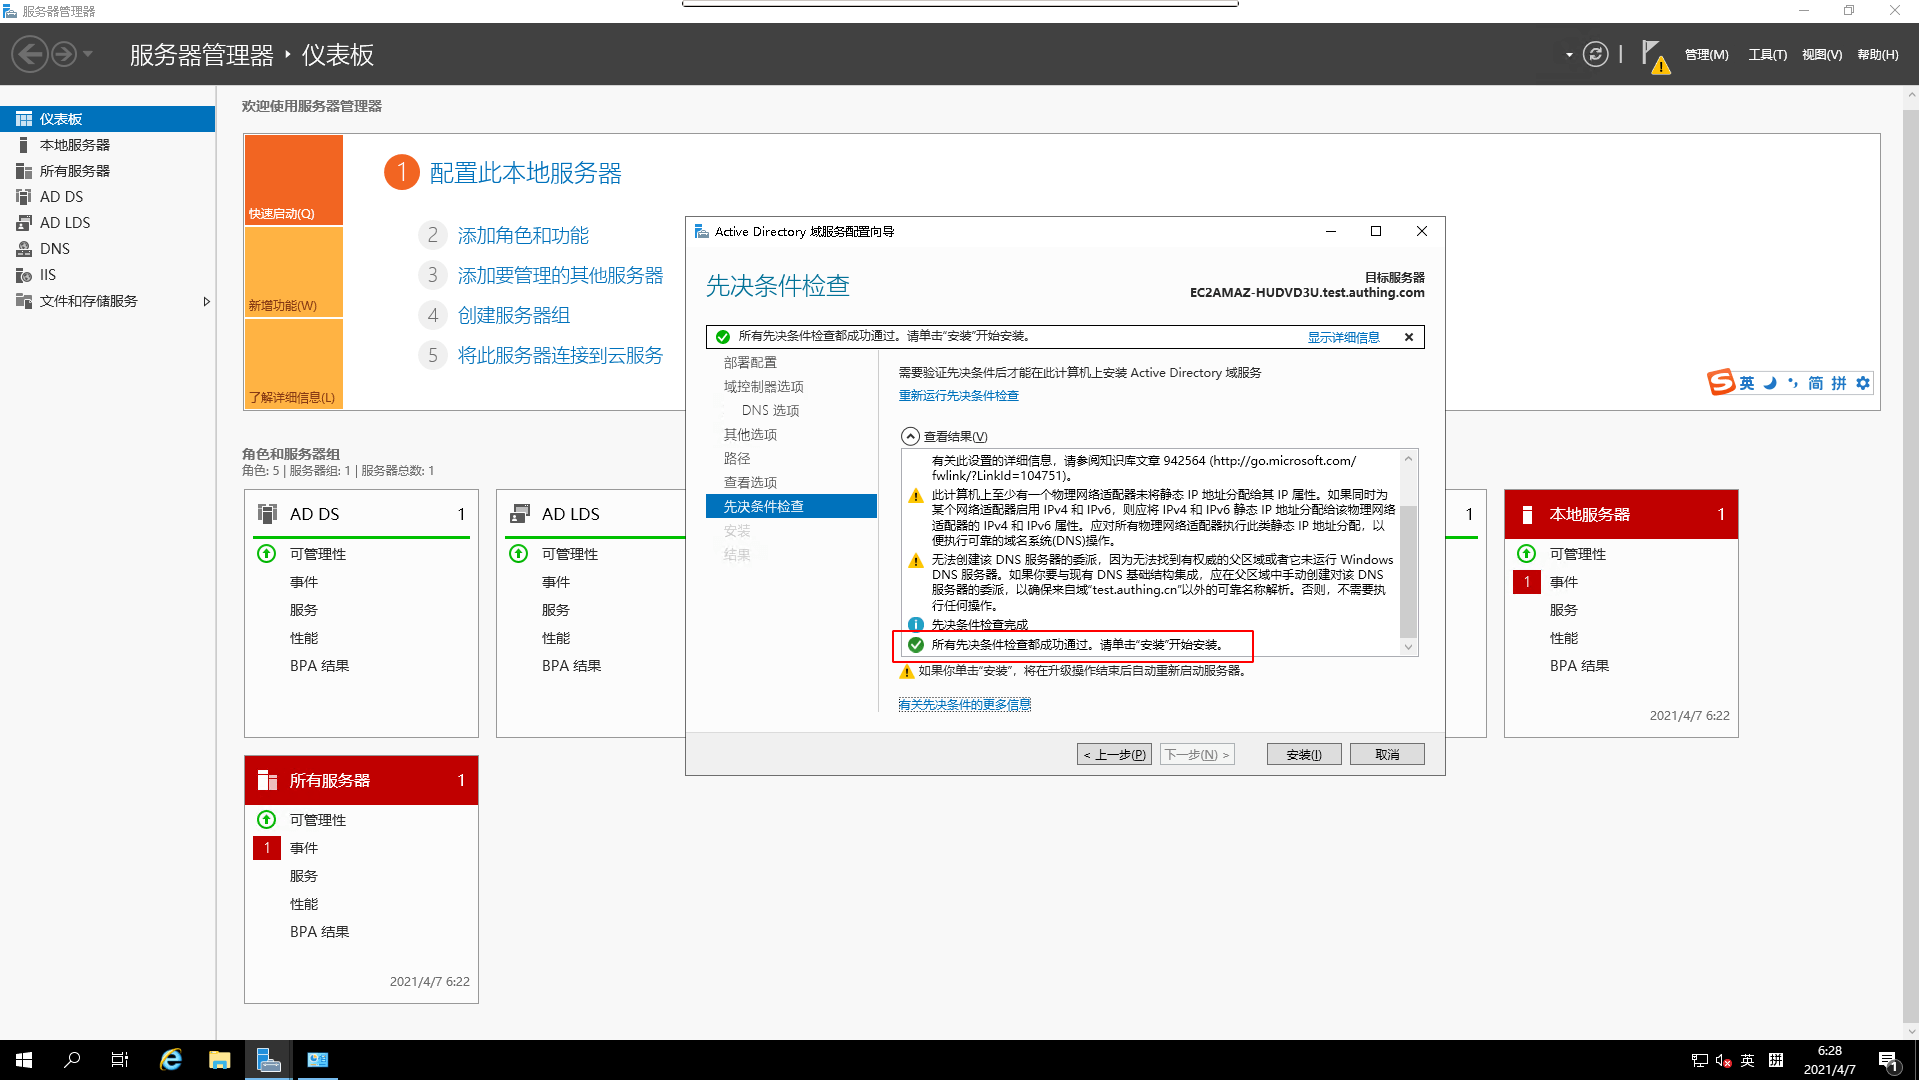 服务器管理器
服务器管理器 · 仪表板
管理(M) 工具(T) 视图(V) 帮助(H)
仪表板
本地服务器
所有服务器
AD DS
AD LDS
DNS
IIS
文件和存储服务
欢迎使用服务器管理器
快速启动(Q)
新增功能(W)
了解详细信息(L)
1 配置此本地服务器
2 添加角色和功能
3 添加要管理的其他服务器
4 创建服务器组
5 将此服务器连接到云服务
角色和服务器组
角色: 5 | 服务器组: 1 | 服务器总数: 1
AD DS 1
可管理性
事件
服务
性能
BPA 结果
AD LDS
可管理性
事件
服务
性能
BPA 结果
1
本地服务器 1
可管理性
1 事件
服务
性能
BPA 结果
2021/4/7 6:22
所有服务器 1
可管理性
1 事件
服务
性能
BPA 结果
2021/4/7 6:22
Active Directory 域服务配置向导
先决条件检查
目标服务器
EC2AMAZ-HUDVD3U.test.authing.com
所有先决条件检查都成功通过。请单击"安装"开始安装。
显示详细信息
部署配置
域控制器选项
DNS 选项
其他选项
路径
查看选项
先决条件检查
安装
结果
需要验证先决条件后才能在此计算机上安装 Active Directory 域服务
重新运行先决条件检查
查看结果(V)
有关此设置的详细信息，请参阅知识库文章 942564 (http://go.microsoft.com/
fwlink/?LinkId=104751)。
此计算机上至少有一个物理网络适配器未将静态 IP 地址分配给其 IP 属性。如果同时为
某个网络适配器启用 IPv4 和 IPv6，则应将 IPv4 和 IPv6 静态 IP 地址分配给该物理网络
适配器的 IPv4 和 IPv6 属性。应对所有物理网络适配器执行此类静态 IP 地址分配，以
便执行可靠的域名系统(DNS)操作。
无法创建该 DNS 服务器的委派，因为无法找到有权威的父区域或者它未运行 Windows
DNS 服务器。如果你要与现有 DNS 基础结构集成，应在父区域中手动创建对该 DNS
服务器的委派，以确保来自域"test.authing.cn"以外的可靠名称解析。否则，不需要执
行任何操作。
先决条件检查完成
所有先决条件检查都成功通过。请单击"安装"开始安装。
如果你单击"安装"，将在升级操作结束后自动重新启动服务器。
有关先决条件的更多信息
< 上一步(P) 下一步(N) > 安装(I) 取消
S 英 简 拼
英 拼
6:28
2021/4/7
1